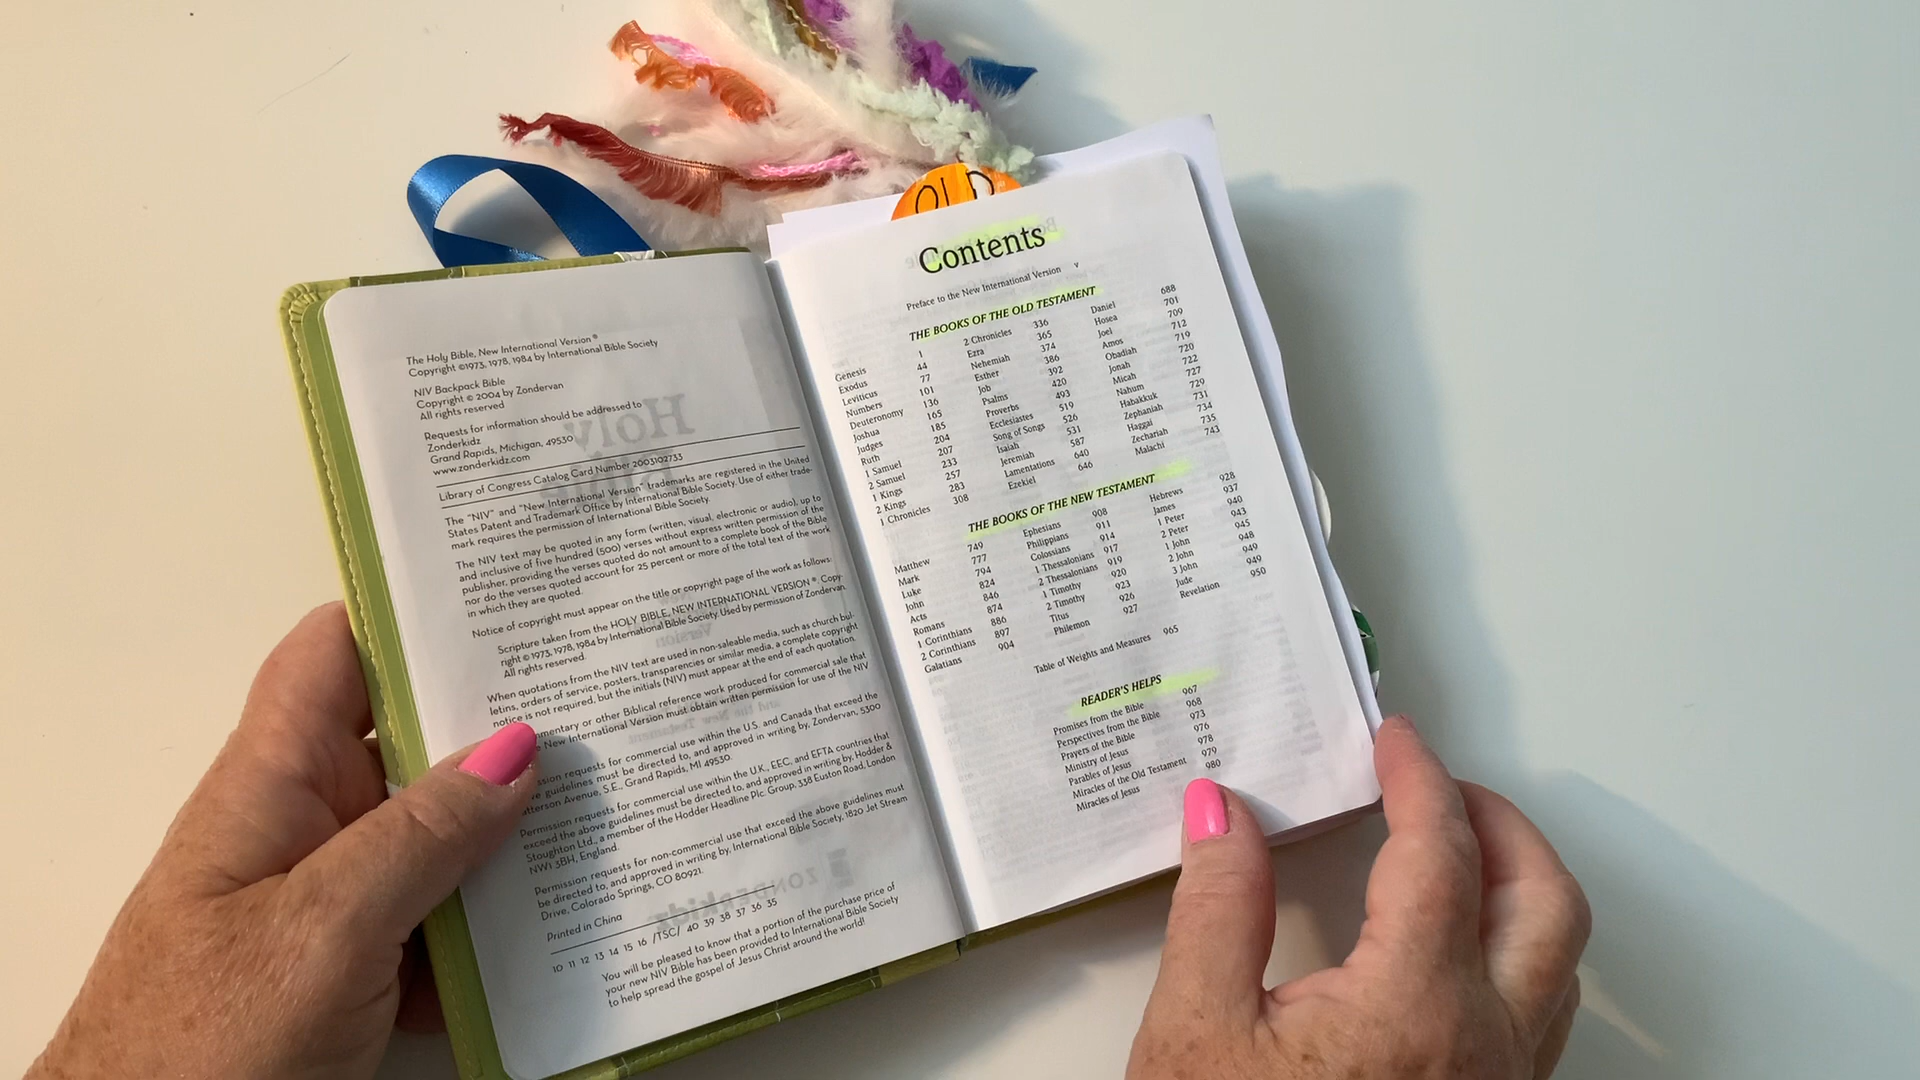 The Holy Bible, New International Version ®
Copyright ©1973, 1978, 1984 by International Bible Society
NIV Backpack Bible
Copyright © 2004 by Zondervan
All rights reserved
Requests for information should be addressed to
Zonderkidz
Grand Rapids, Michigan, 49530
www.zonderkidz.com
Library of Congress Catalog Card Number 2003102733
The "NIV" and "New International Version" trademarks are registered in the United
States Patent and Trademark Office by International Bible Society. Use of either trade-
mark requires the permission of International Bible Society.
The NIV text may be quoted in any form (written, visual, electronic or audio), up to
and inclusive of five hundred (500) verses without express written permission of the
publisher, providing the verses quoted do not amount to a complete book of the Bible
nor do the verses quoted account for 25 percent or more of the total text of the work
in which they are quoted.
Notice of copyright must appear on the title or copyright page of the work as follows:
Scripture taken from the HOLY BIBLE, NEW INTERNATIONAL VERSION ®. Copy-
right © 1973, 1978, 1984 by International Bible Society. Used by permission of Zondervan.
All rights reserved.
When quotations from the NIV text are used in non-saleable media, such as church bul-
letins, orders of service, posters, transparencies or similar media, a complete copyright
notice is not required, but the initials (NIV) must appear at the end of each quotation.
mentary or other Biblical reference work produced for commercial sale that
New International Version must obtain written permission for use of the NIV
ssion requests for commercial use within the U.S. and Canada that exceed the
ve guidelines must be directed to, and approved in writing by, Zondervan, 5300
atterson Avenue, S.E., Grand Rapids, MI 49530.
Permission requests for commercial use within the U.K., EEC, and EFTA countries that
exceed the above guidelines must be directed to, and approved in writing by, Hodder &
Stoughton Ltd., a member of the Hodder Headline Plc. Group, 338 Euston Road, London
NW1 3BH, England.
Permission requests for non-commercial use that exceed the above guidelines must
be directed to, and approved in writing by, International Bible Society, 1820 Jet Stream
Drive, Colorado Springs, CO 80921.
Printed in China
10 11 12 13 14 15 16 /TSC/ 40 39 38 37 36 35
You will be pleased to know that a portion of the purchase price of
your new NIV Bible has been provided to International Bible Society
to help spread the gospel of Jesus Christ around the world!
OLD
Contents
Preface to the New International Version v
THE BOOKS OF THE OLD TESTAMENT
Genesis 1
Exodus 44
Leviticus 77
Numbers 101
Deuteronomy 136
Joshua 165
Judges 185
Ruth 204
1 Samuel 207
2 Samuel 233
1 Kings 257
2 Kings 283
1 Chronicles 308
2 Chronicles 336
Ezra 365
Nehemiah 374
Esther 386
Job 392
Psalms 420
Proverbs 493
Ecclesiastes 519
Song of Songs 526
Isaiah 531
Jeremiah 587
Lamentations 640
Ezekiel 646
Daniel 688
Hosea 701
Joel 709
Amos 712
Obadiah 719
Jonah 720
Micah 722
Nahum 727
Habakkuk 729
Zephaniah 731
Haggai 734
Zechariah 735
Malachi 743
THE BOOKS OF THE NEW TESTAMENT
Matthew 749
Mark 777
Luke 794
John 824
Acts 846
Romans 874
1 Corinthians 886
2 Corinthians 897
Galatians 904
Ephesians 908
Philippians 911
Colossians 914
1 Thessalonians 917
2 Thessalonians 919
1 Timothy 920
2 Timothy 923
Titus 926
Philemon 927
Hebrews 928
James 937
1 Peter 940
2 Peter 943
1 John 945
2 John 948
3 John 949
Jude 949
Revelation 950
Table of Weights and Measures 965
READER'S HELPS
Promises from the Bible 967
Perspectives from the Bible 968
Prayers of the Bible 973
Ministry of Jesus 976
Parables of Jesus 978
Miracles of the Old Testament 979
Miracles of Jesus 980